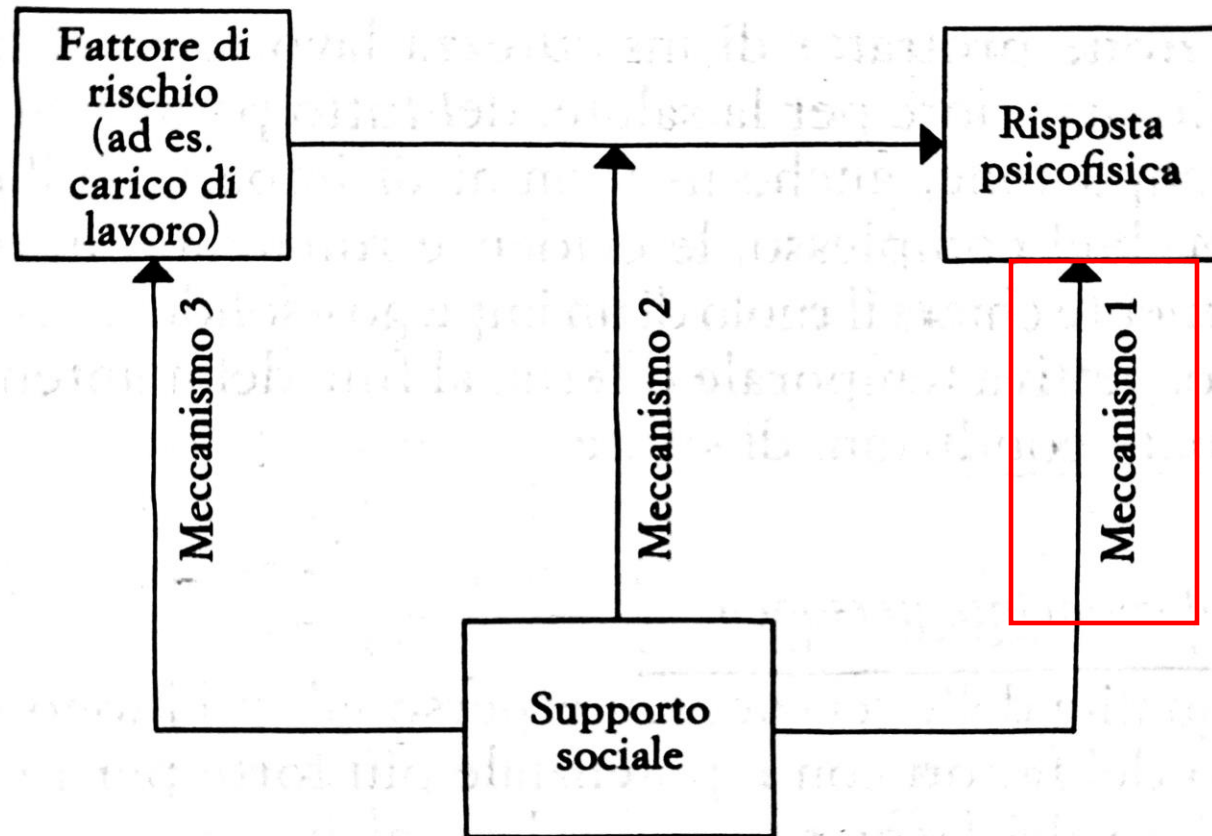 Fattore di
rischio
(ad es.
carico di
lavoro)
Risposta
psicofisica
Meccanismo 3
Meccanismo 2
Meccanismo 1
Supporto
sociale